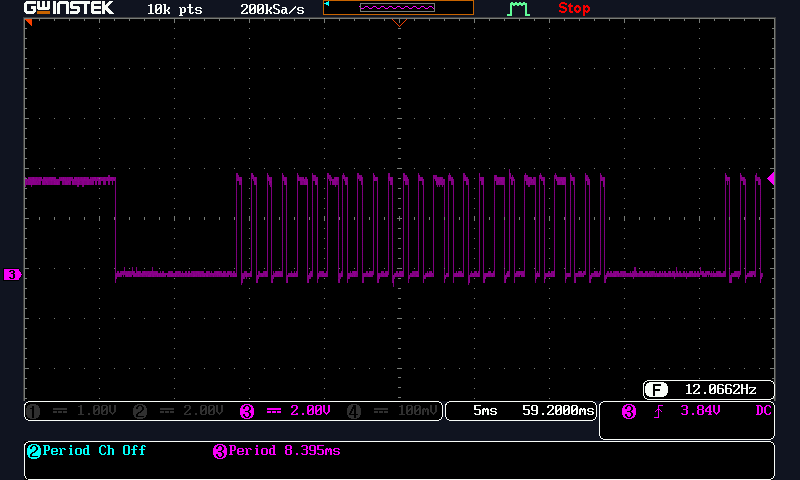 GWINSTEK 10k pts 200kSa/s Stop
3
F 12.0662Hz
1 1.00V 2 2.00V 3 2.00V 4 100mV 5ms 59.2000ms 3 3.84V DC
2 Period Ch Off 3 Period 8.395ms